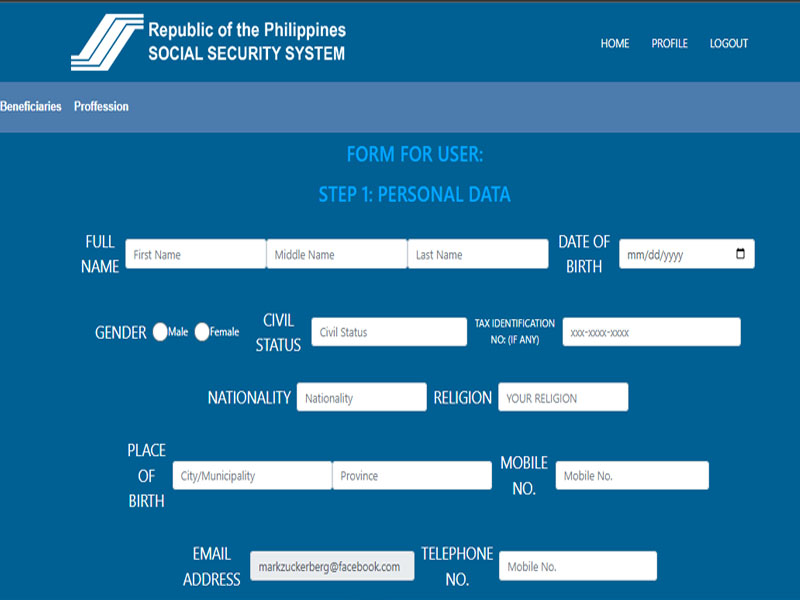 Republic of the Philippines
SOCIAL SECURITY SYSTEM
HOME PROFILE LOGOUT
Beneficiaries Proffession
FORM FOR USER:
STEP 1: PERSONAL DATA
FULL NAME First Name Middle Name Last Name DATE OF BIRTH mm/dd/yyyy
GENDER Male Female CIVIL STATUS Civil Status TAX IDENTIFICATION NO: (IF ANY) xxx-xxxx-xxxx
NATIONALITY Nationality RELIGION YOUR RELIGION
PLACE OF BIRTH City/Municipality Province MOBILE NO. Mobile No.
EMAIL ADDRESS markzuckerberg@facebook.com TELEPHONE NO. Mobile No.